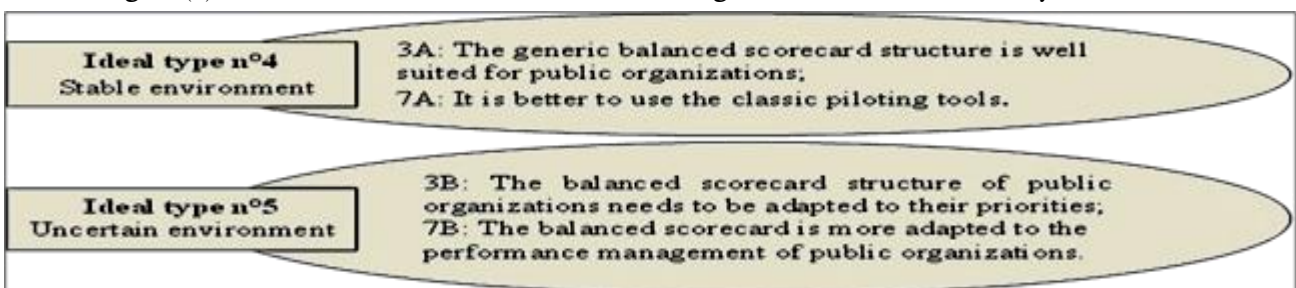 Ideal type nº4
Stable environment
3A: The generic balanced scorecard structure is well
suited for public organizations;
7A: It is better to use the classic piloting tools.
Ideal type nº5
Uncertain environment
3B: The balanced scorecard structure of public
organizations needs to be adapted to their priorities;
7B: The balanced scorecard is more adapted to the
performance management of public organizations.